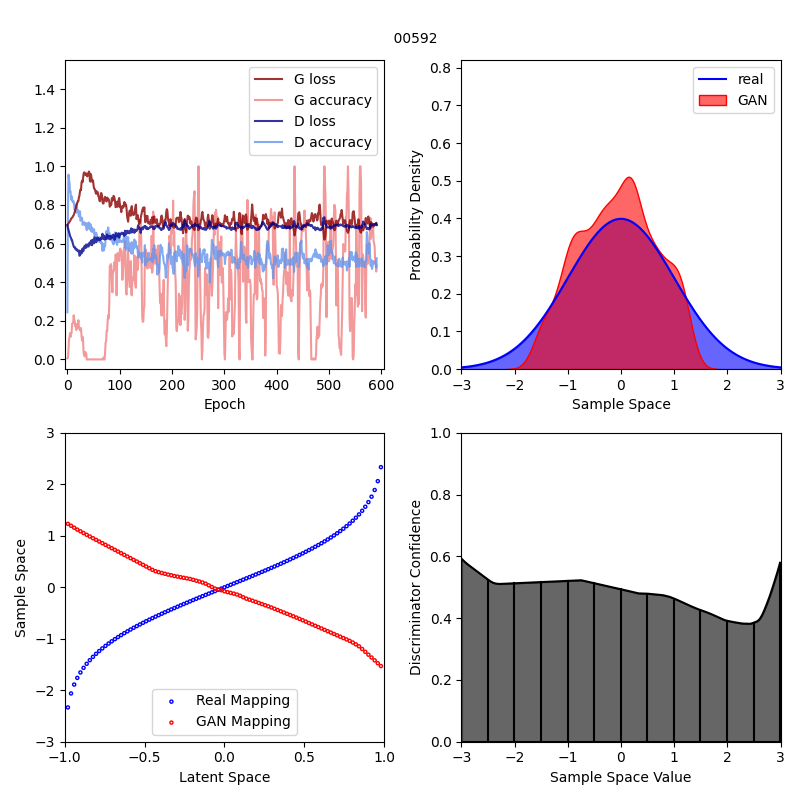 00592
1.4
1.2
1.0
0.8
0.6
0.4
0.2
0.0
0 100 200 300 400 500 600
Epoch
G loss
G accuracy
D loss
D accuracy
Probability Density
0.8
0.7
0.6
0.5
0.4
0.3
0.2
0.1
0.0
−3 −2 −1 0 1 2 3
Sample Space
real
GAN
Sample Space
3
2
1
0
−1
−2
−3
−1.0 −0.5 0.0 0.5 1.0
Latent Space
Real Mapping
GAN Mapping
Discriminator Confidence
1.0
0.8
0.6
0.4
0.2
0.0
−3 −2 −1 0 1 2 3
Sample Space Value